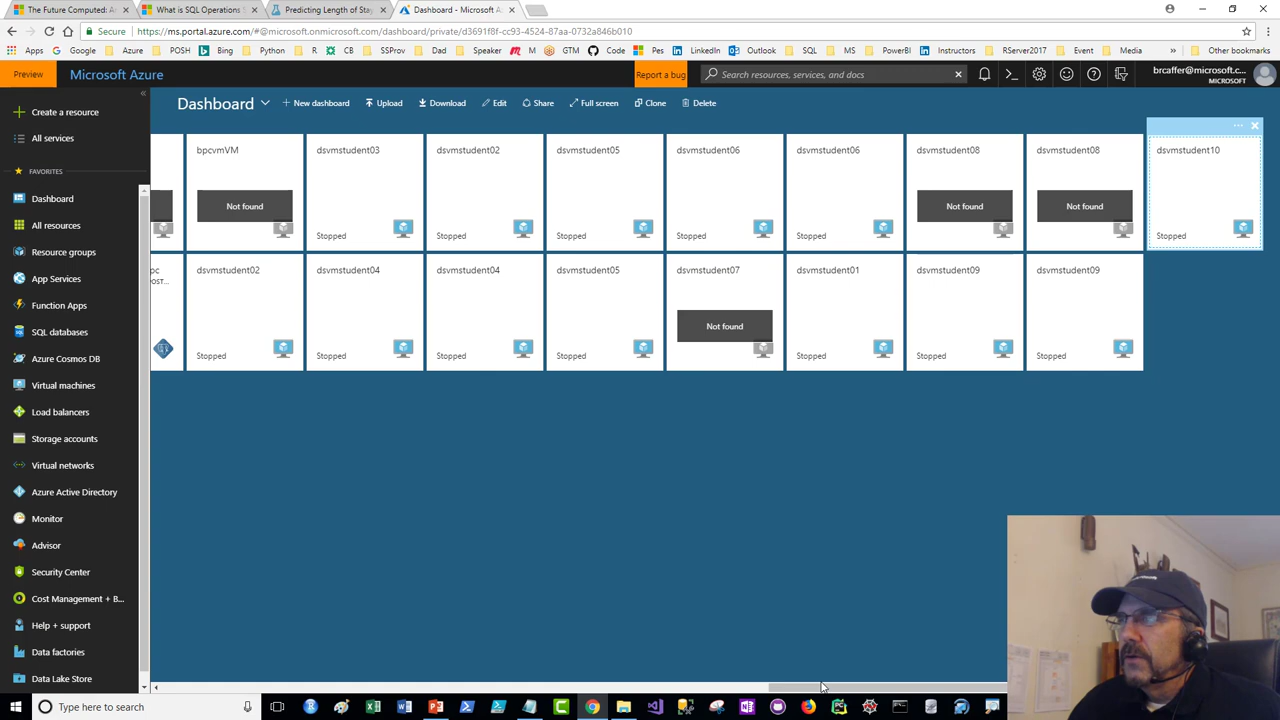 The Future Computed: A
What is SQL Operations S
Predicting Length of Stay
Dashboard - Microsoft Az
Secure
https://ms.portal.azure.com/#@microsoft.onmicrosoft.com/dashboard/private/d3691f8f-cc93-4524-87aa-0732a846b010
Apps Google Azure POSH Bing Python R CB SSProv Dad Speaker M GTM Code Pes LinkedIn Outlook SQL MS PowerBI Instructors RServer2017 Event Media Other bookmarks
Preview Microsoft Azure Report a bug Search resources, services, and docs brcaffer@microsoft.c...
MICROSOFT
Create a resource
All services
FAVORITES
Dashboard
All resources
Resource groups
App Services
Function Apps
SQL databases
Azure Cosmos DB
Virtual machines
Load balancers
Storage accounts
Virtual networks
Azure Active Directory
Monitor
Advisor
Security Center
Cost Management + B...
Help + support
Data factories
Data Lake Store
Dashboard + New dashboard Upload Download Edit Share Full screen Clone Delete
bpcvmVM
Not found
dsvmstudent03
Stopped
dsvmstudent02
Stopped
dsvmstudent05
Stopped
dsvmstudent06
Stopped
dsvmstudent06
Stopped
dsvmstudent08
Not found
dsvmstudent08
Not found
dsvmstudent10
Stopped
pc
OST...
dsvmstudent02
Stopped
dsvmstudent04
Stopped
dsvmstudent04
Stopped
dsvmstudent05
Stopped
dsvmstudent07
Not found
dsvmstudent01
Stopped
dsvmstudent09
Stopped
dsvmstudent09
Stopped
Type here to search